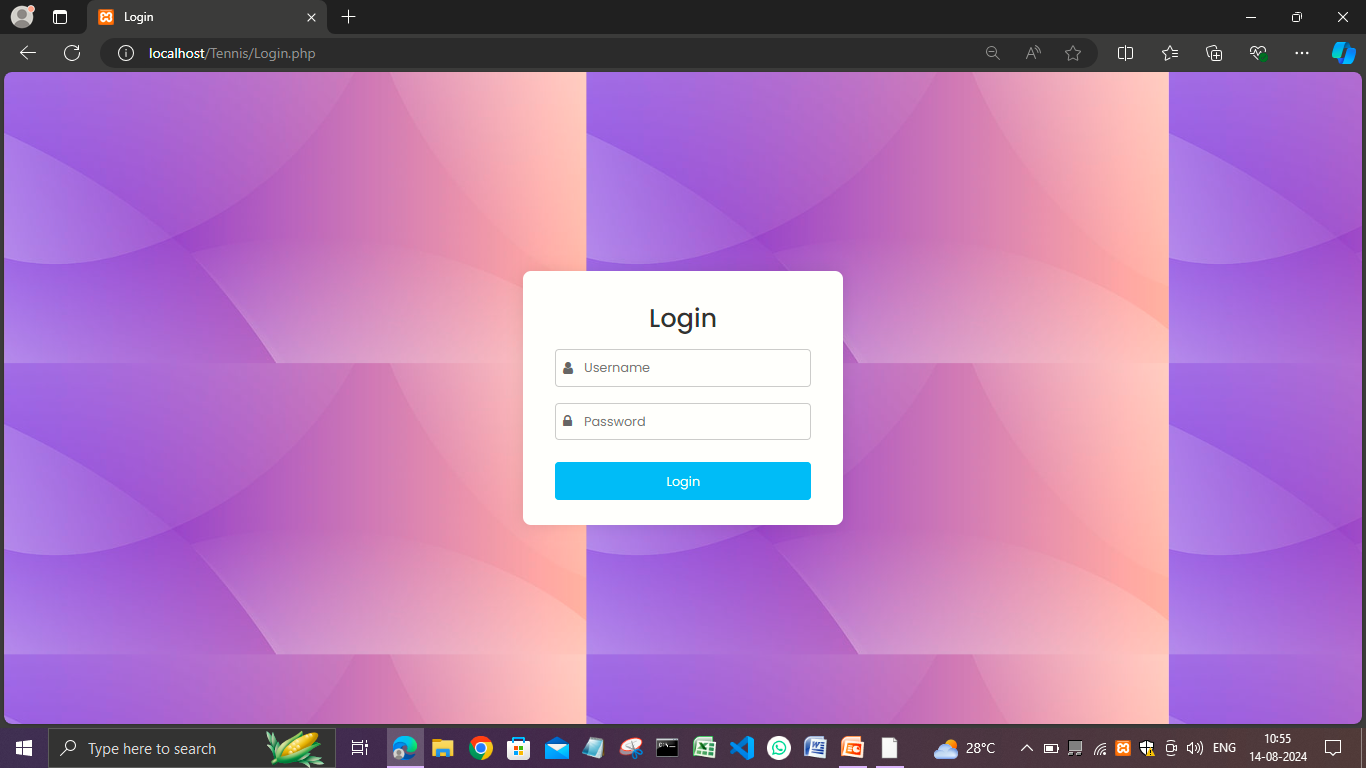 Login
localhost/Tennis/Login.php
Login
Username
Password
Login
Type here to search
28°C
ENG
10:55
14-08-2024